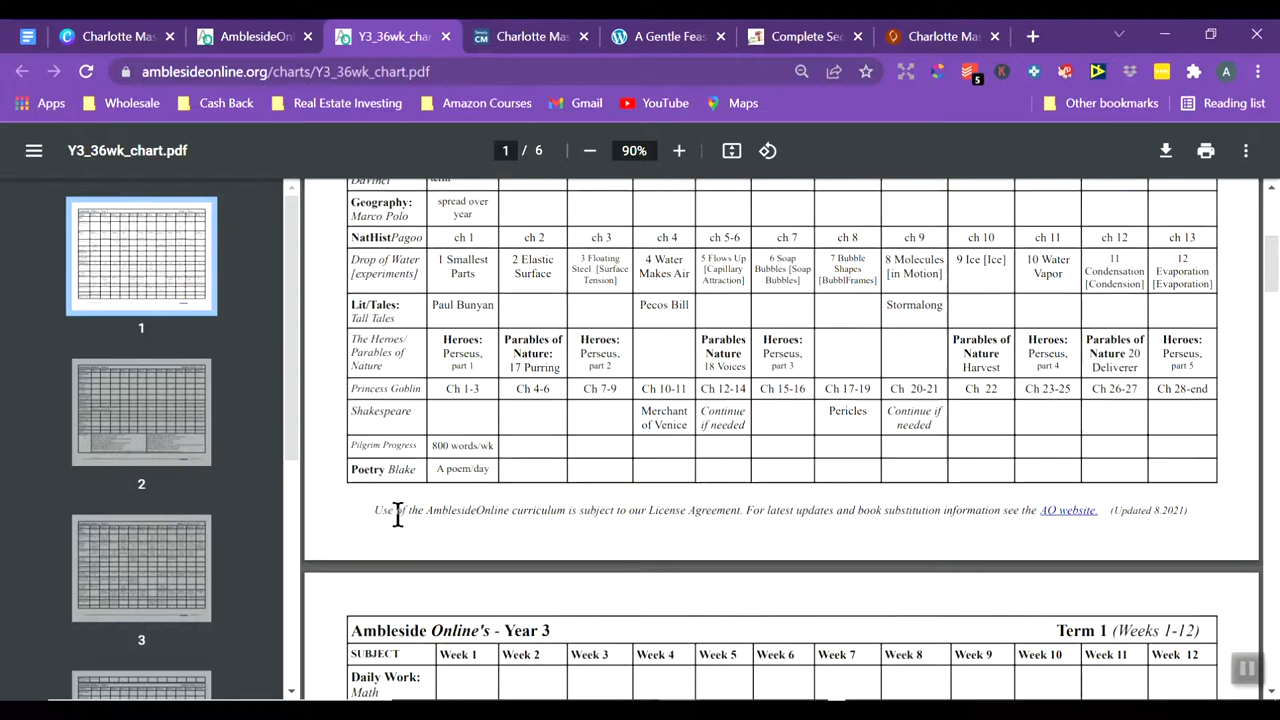 Charlotte Mas
AmblesideOnl
Y3_36wk_char
Charlotte Mas
A Gentle Feas
Complete Sec
Charlotte Mas
amblesideonline.org/charts/Y3_36wk_chart.pdf
5
A
Apps
Wholesale
Cash Back
Real Estate Investing
Amazon Courses
Gmail
YouTube
Maps
Other bookmarks
Reading list
Y3_36wk_chart.pdf
1 / 6
90%
1
2
3
DaVinci term
Geography: Marco Polo spread over year
NatHist Pagoo ch 1 ch 2 ch 3 ch 4 ch 5-6 ch 7 ch 8 ch 9 ch 10 ch 11 ch 12 ch 13
Drop of Water [experiments] 1 Smallest Parts 2 Elastic Surface 3 Floating Steel [Surface Tension] 4 Water Makes Air 5 Flows Up [Capillary Attraction] 6 Soap Bubbles [Soap Bubbles] 7 Bubble Shapes [BubblFrames] 8 Molecules [in Motion] 9 Ice [Ice] 10 Water Vapor 11 Condensation [Condension] 12 Evaporation [Evaporation]
Lit/Tales: Tall Tales Paul Bunyan Pecos Bill Stormalong
The Heroes/ Parables of Nature Heroes: Perseus, part 1 Parables of Nature: 17 Purring Heroes: Perseus, part 2 Parables Nature 18 Voices Heroes: Perseus, part 3 Parables of Nature Harvest Heroes: Perseus, part 4 Parables of Nature 20 Deliverer Heroes: Perseus, part 5
Princess Goblin Ch 1-3 Ch 4-6 Ch 7-9 Ch 10-11 Ch 12-14 Ch 15-16 Ch 17-19 Ch 20-21 Ch 22 Ch 23-25 Ch 26-27 Ch 28-end
Shakespeare Merchant of Venice Continue if needed Pericles Continue if needed
Pilgrim Progress 800 words/wk
Poetry Blake A poem/day
Use of the AmblesideOnline curriculum is subject to our License Agreement. For latest updates and book substitution information see the AO website. (Updated 8.2021)
Ambleside Online's - Year 3 Term 1 (Weeks 1-12)
SUBJECT Week 1 Week 2 Week 3 Week 4 Week 5 Week 6 Week 7 Week 8 Week 9 Week 10 Week 11 Week 12
Daily Work:
Math